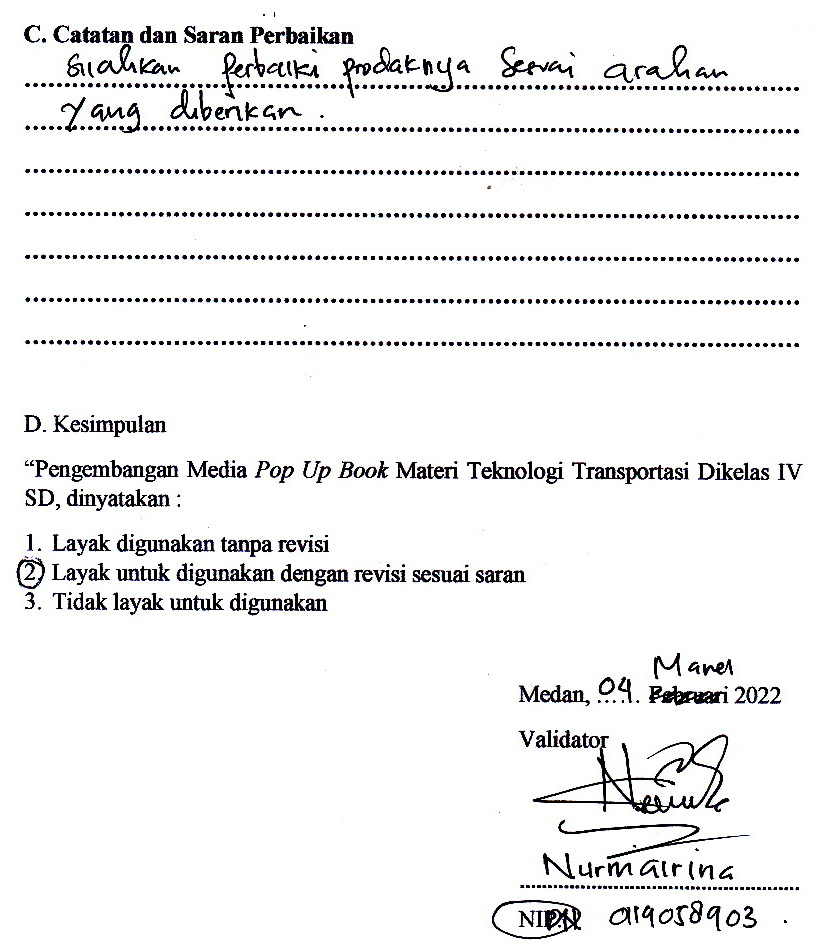 C. Catatan dan Saran Perbaikan
Silahkan perbaiki prodaknya Sesuai arahan
yang diberikan .
D. Kesimpulan
“Pengembangan Media Pop Up Book Materi Teknologi Transportasi Dikelas IV
SD, dinyatakan :
1. Layak digunakan tanpa revisi
2. Layak untuk digunakan dengan revisi sesuai saran
3. Tidak layak untuk digunakan
Maret
Medan, 04 Februari 2022
Validator
Nurmairina
0119058903 .